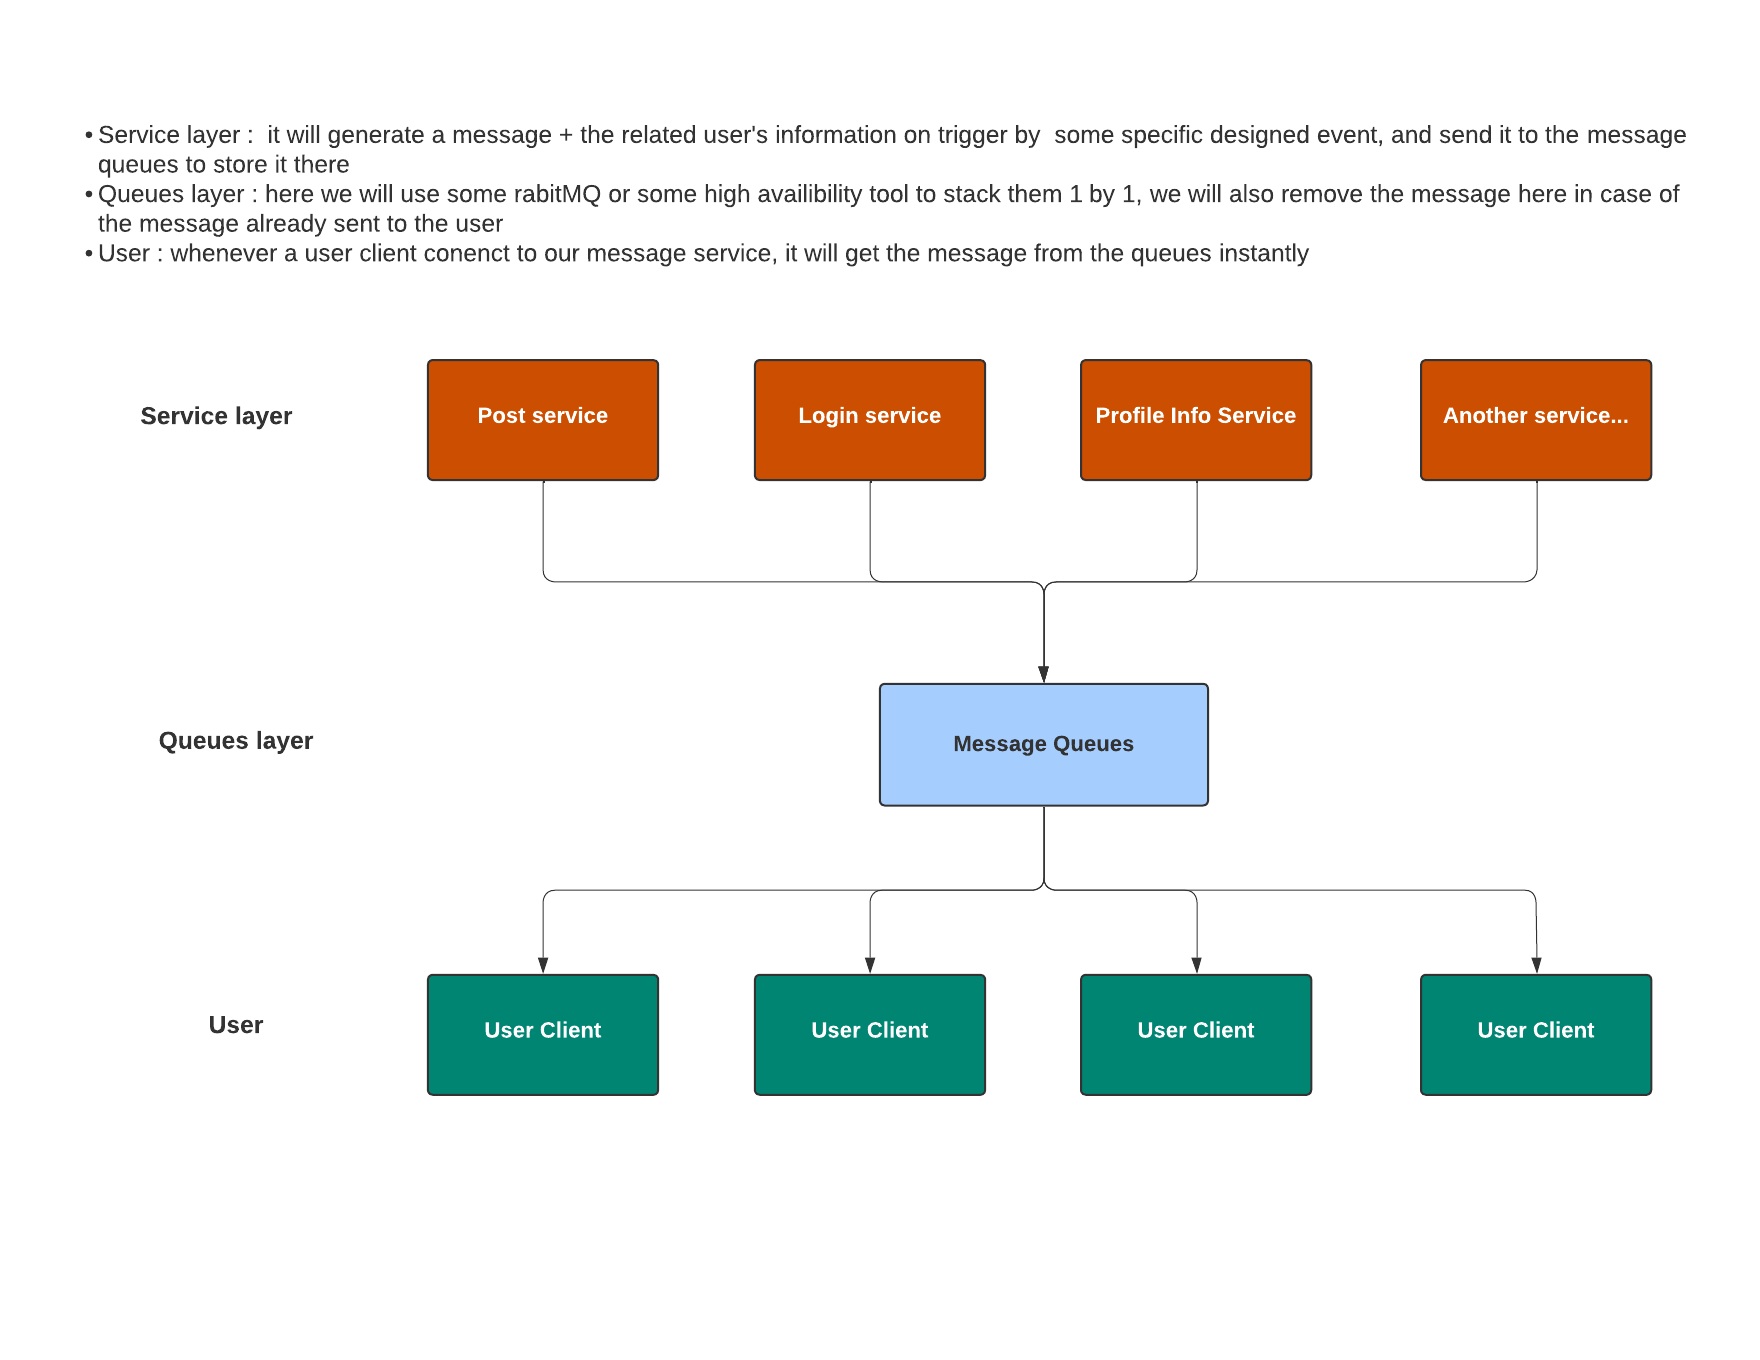 • Service layer :  it will generate a message + the related user's information on trigger by  some specific designed event, and send it to the message
queues to store it there
• Queues layer : here we will use some rabitMQ or some high availibility tool to stack them 1 by 1, we will also remove the message here in case of
the message already sent to the user
• User : whenever a user client conenct to our message service, it will get the message from the queues instantly
Service layer
Post service
Login service
Profile Info Service
Another service...
Queues layer
Message Queues
User
User Client
User Client
User Client
User Client